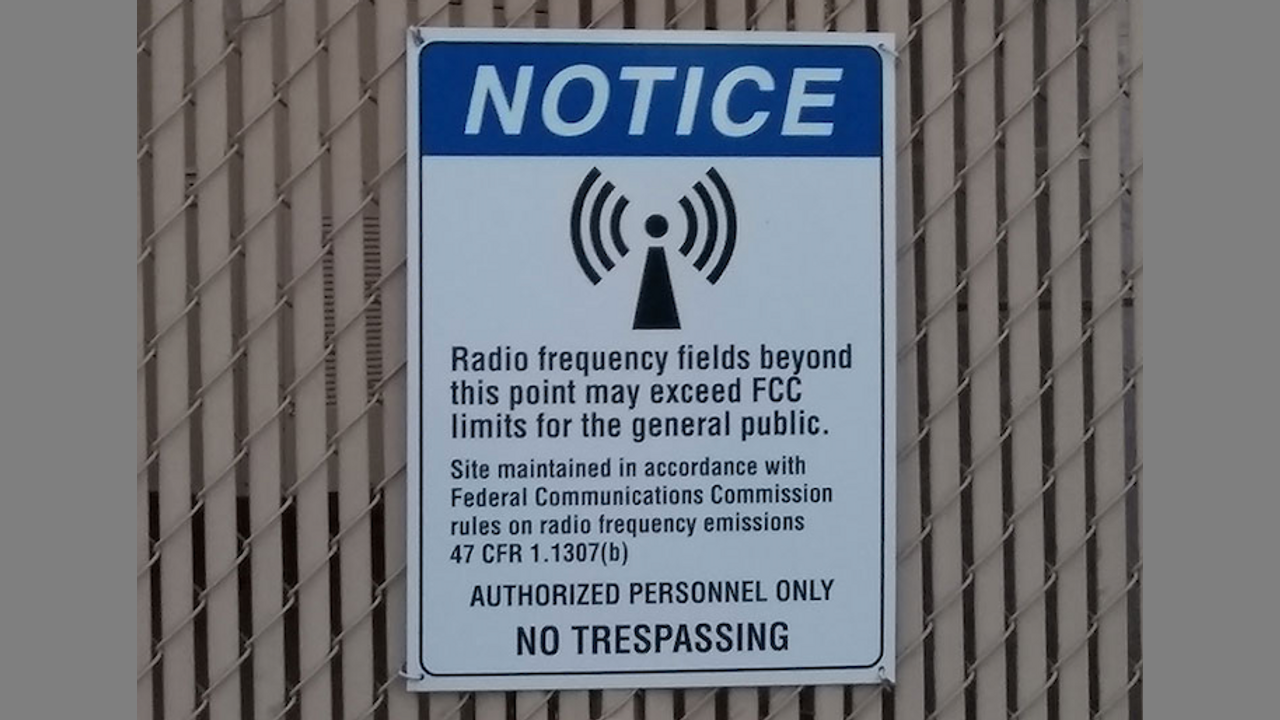 NOTICE
Radio frequency fields beyond
this point may exceed FCC
limits for the general public.
Site maintained in accordance with
Federal Communications Commission
rules on radio frequency emissions
47 CFR 1.1307(b)
AUTHORIZED PERSONNEL ONLY
NO TRESPASSING